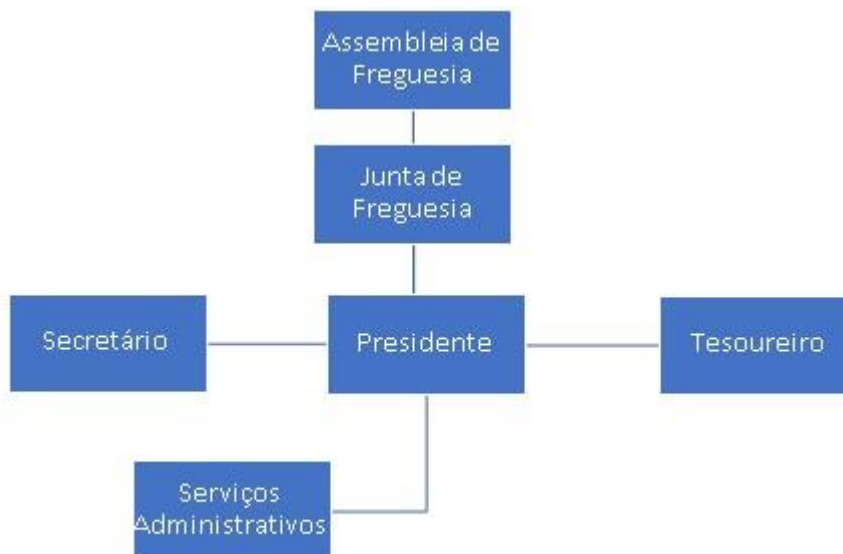 Assembleia de
Freguesia
Junta de
Freguesia
Secretário
Presidente
Tesoureiro
Serviços
Administrativos